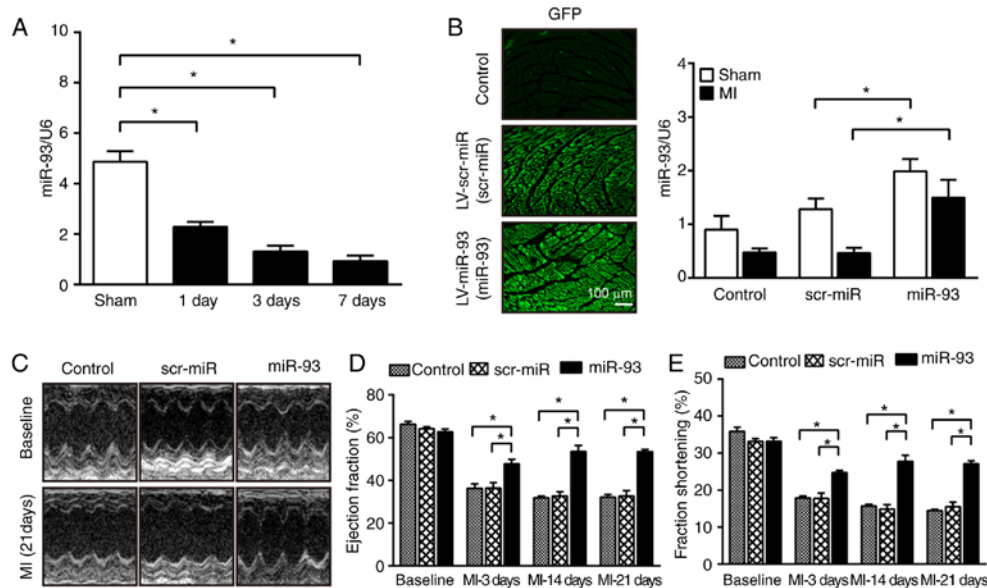 A
miR-93/U6
10
8
6
4
2
0
*
*
*
Sham 1 day 3 days 7 days
B
GFP
Control
LV-scr-miR
(scr-miR)
LV-miR-93
(miR-93)
100 µm
miR-93/U6
4
3
2
1
0
Sham
MI
*
*
Control scr-miR miR-93
C
Control scr-miR miR-93
Baseline
MI (21days)
D
Control scr-miR miR-93
Ejection fraction (%)
80
60
40
20
0
* * *
* * *
Baseline MI-3 days MI-14 days MI-21 days
E
Control scr-miR miR-93
Fraction shortening (%)
50
40
30
20
10
0
* * *
* * *
Baseline MI-3 days MI-14 days MI-21 days